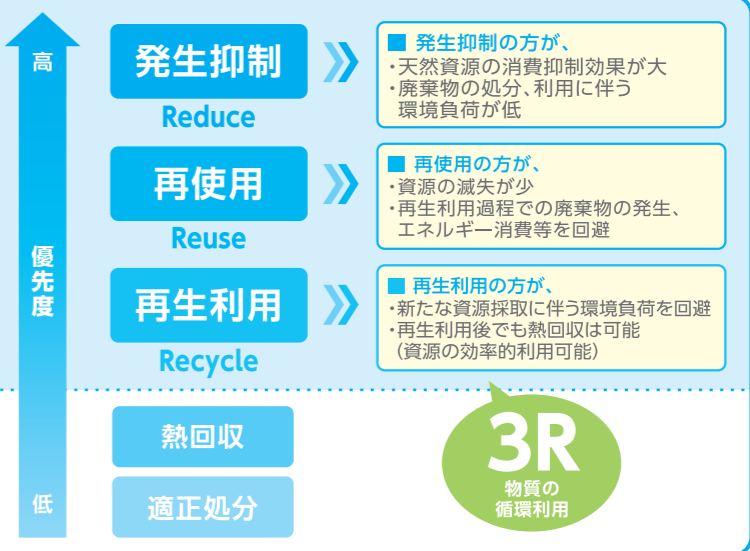 高
優先度
低
発生抑制
Reduce
■ 発生抑制の方が、
・天然資源の消費抑制効果が大
・廃棄物の処分、利用に伴う
環境負荷が低
再使用
Reuse
■ 再使用の方が、
・資源の滅失が少
・再生利用過程での廃棄物の発生、
エネルギー消費等を回避
再生利用
Recycle
■ 再生利用の方が、
・新たな資源採取に伴う環境負荷を回避
・再生利用後でも熱回収は可能
（資源の効率的利用可能）
熱回収
適正処分
3R
物質の
循環利用